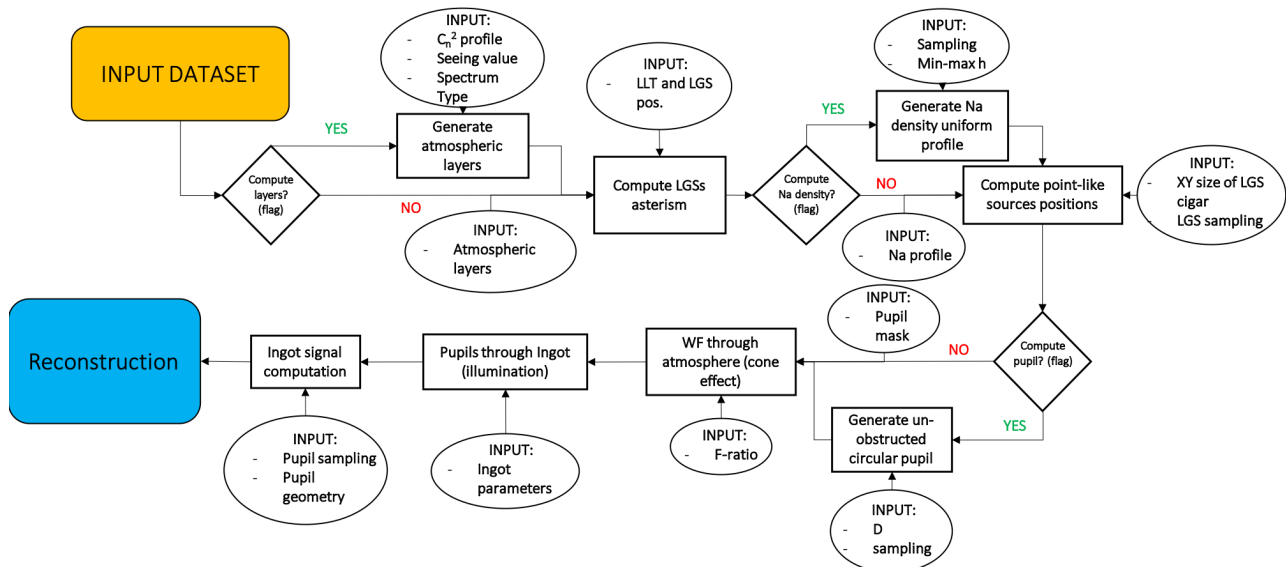 INPUT DATASET
INPUT:
- Cₙ² profile
- Seeing value
- Spectrum
Type
YES
Generate
atmospheric
layers
Compute
layers?
(flag)
NO
INPUT:
- Atmospheric
layers
INPUT:
- LLT and LGS
pos.
Compute LGSs
asterism
INPUT:
- Sampling
- Min-max h
YES
Generate Na
density uniform
profile
Compute
Na density?
(flag)
NO
INPUT:
- Na profile
Compute point-like
sources positions
INPUT:
- XY size of LGS
cigar
- LGS sampling
Compute
pupil? (flag)
NO
YES
INPUT:
- Pupil
mask
Generate un-
obstructed
circular pupil
INPUT:
- D
- sampling
WF through
atmosphere (cone
effect)
INPUT:
- F-ratio
Pupils through Ingot
(illumination)
INPUT:
- Ingot
parameters
Ingot signal
computation
INPUT:
- Pupil sampling
- Pupil
geometry
Reconstruction